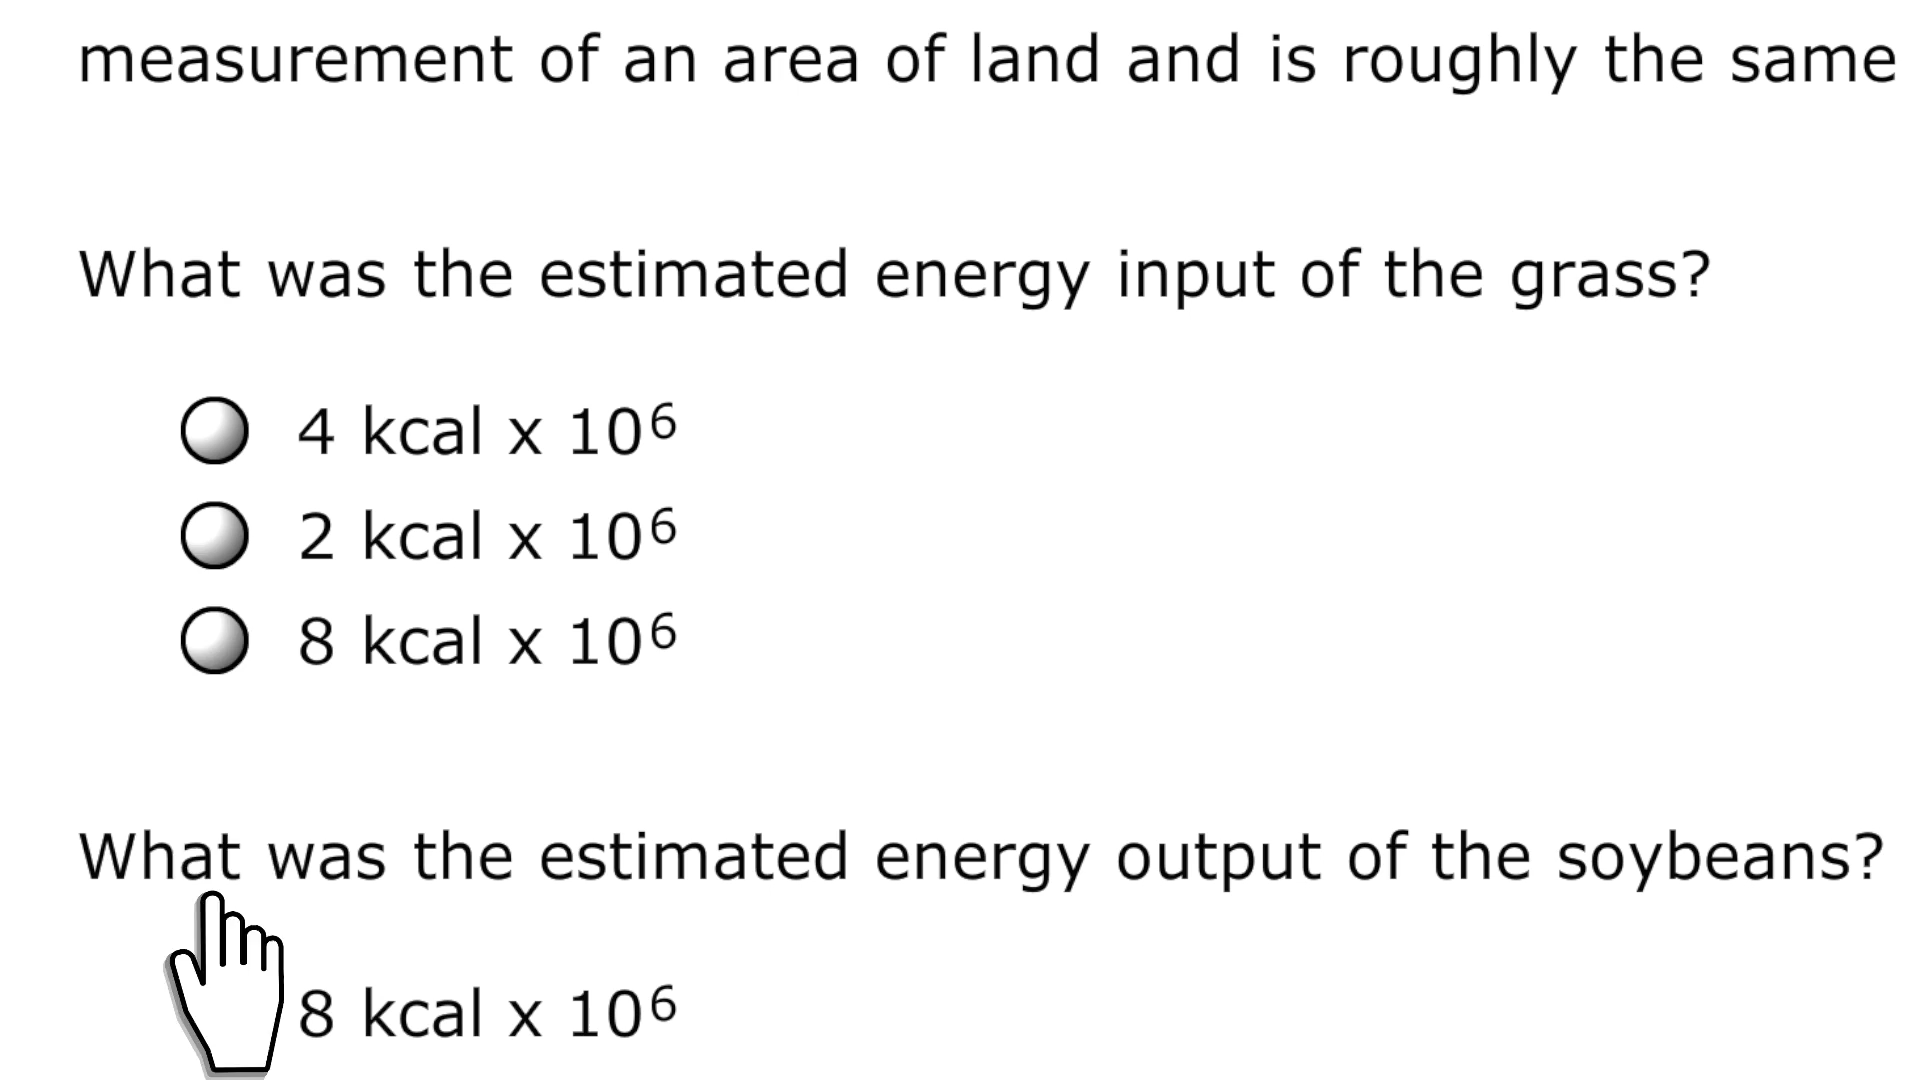 measurement of an area of land and is roughly the same
What was the estimated energy input of the grass?
4 kcal x 10⁶
2 kcal x 10⁶
8 kcal x 10⁶
What was the estimated energy output of the soybeans?
8 kcal x 10⁶